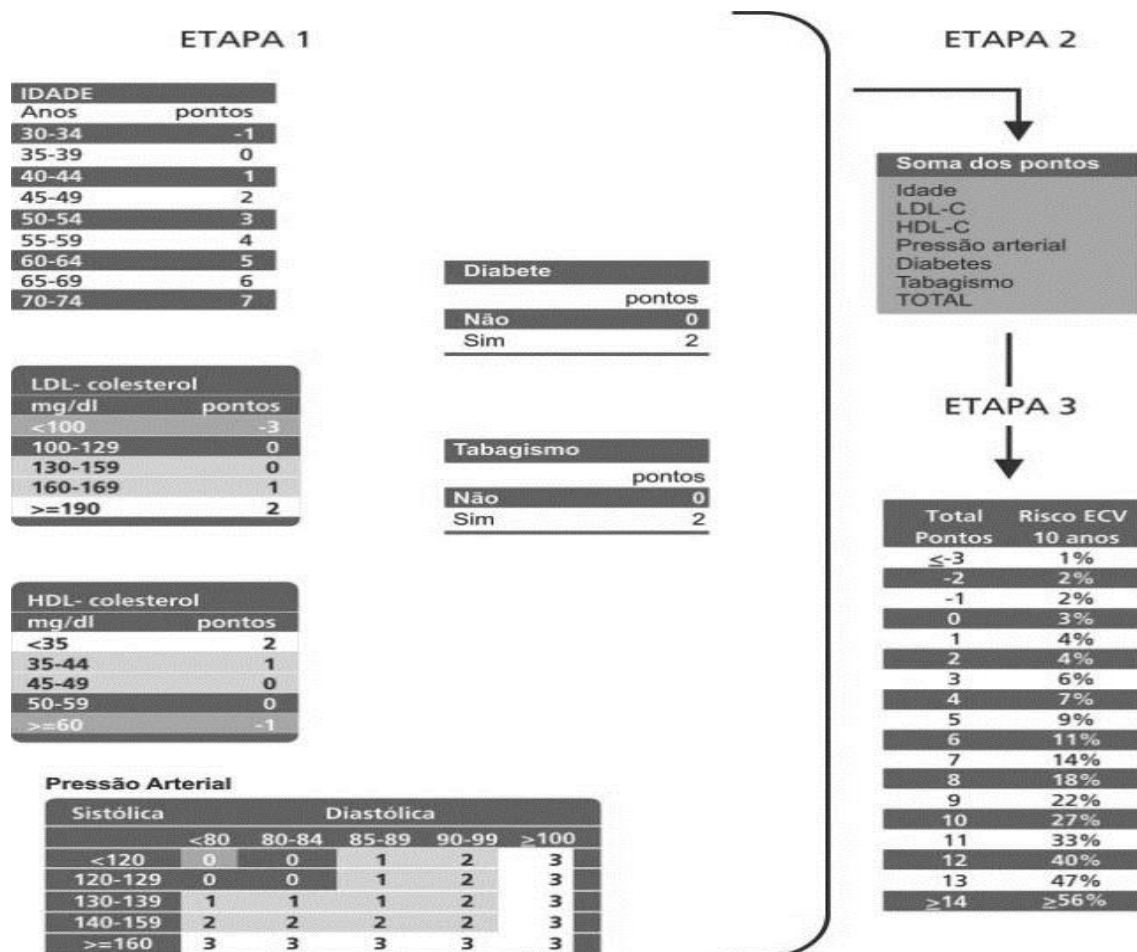 ETAPA 1
IDADE
Anos pontos
30-34 -1
35-39 0
40-44 1
45-49 2
50-54 3
55-59 4
60-64 5
65-69 6
70-74 7
LDL- colesterol
mg/dl pontos
<100 -3
100-129 0
130-159 0
160-169 1
>=190 2
HDL- colesterol
mg/dl pontos
<35 2
35-44 1
45-49 0
50-59 0
>=60 -1
Diabete
pontos
Não 0
Sim 2
Tabagismo
pontos
Não 0
Sim 2
Pressão Arterial
Sistólica Diastólica
<80 80-84 85-89 90-99 ≥100
<120 0 0 1 2 3
120-129 0 0 1 2 3
130-139 1 1 1 2 3
140-159 2 2 2 2 3
>=160 3 3 3 3 3
ETAPA 2
Soma dos pontos
Idade
LDL-C
HDL-C
Pressão arterial
Diabetes
Tabagismo
TOTAL
ETAPA 3
Total Risco ECV
Pontos 10 anos
≤-3 1%
-2 2%
-1 2%
0 3%
1 4%
2 4%
3 6%
4 7%
5 9%
6 11%
7 14%
8 18%
9 22%
10 27%
11 33%
12 40%
13 47%
≥14 ≥56%